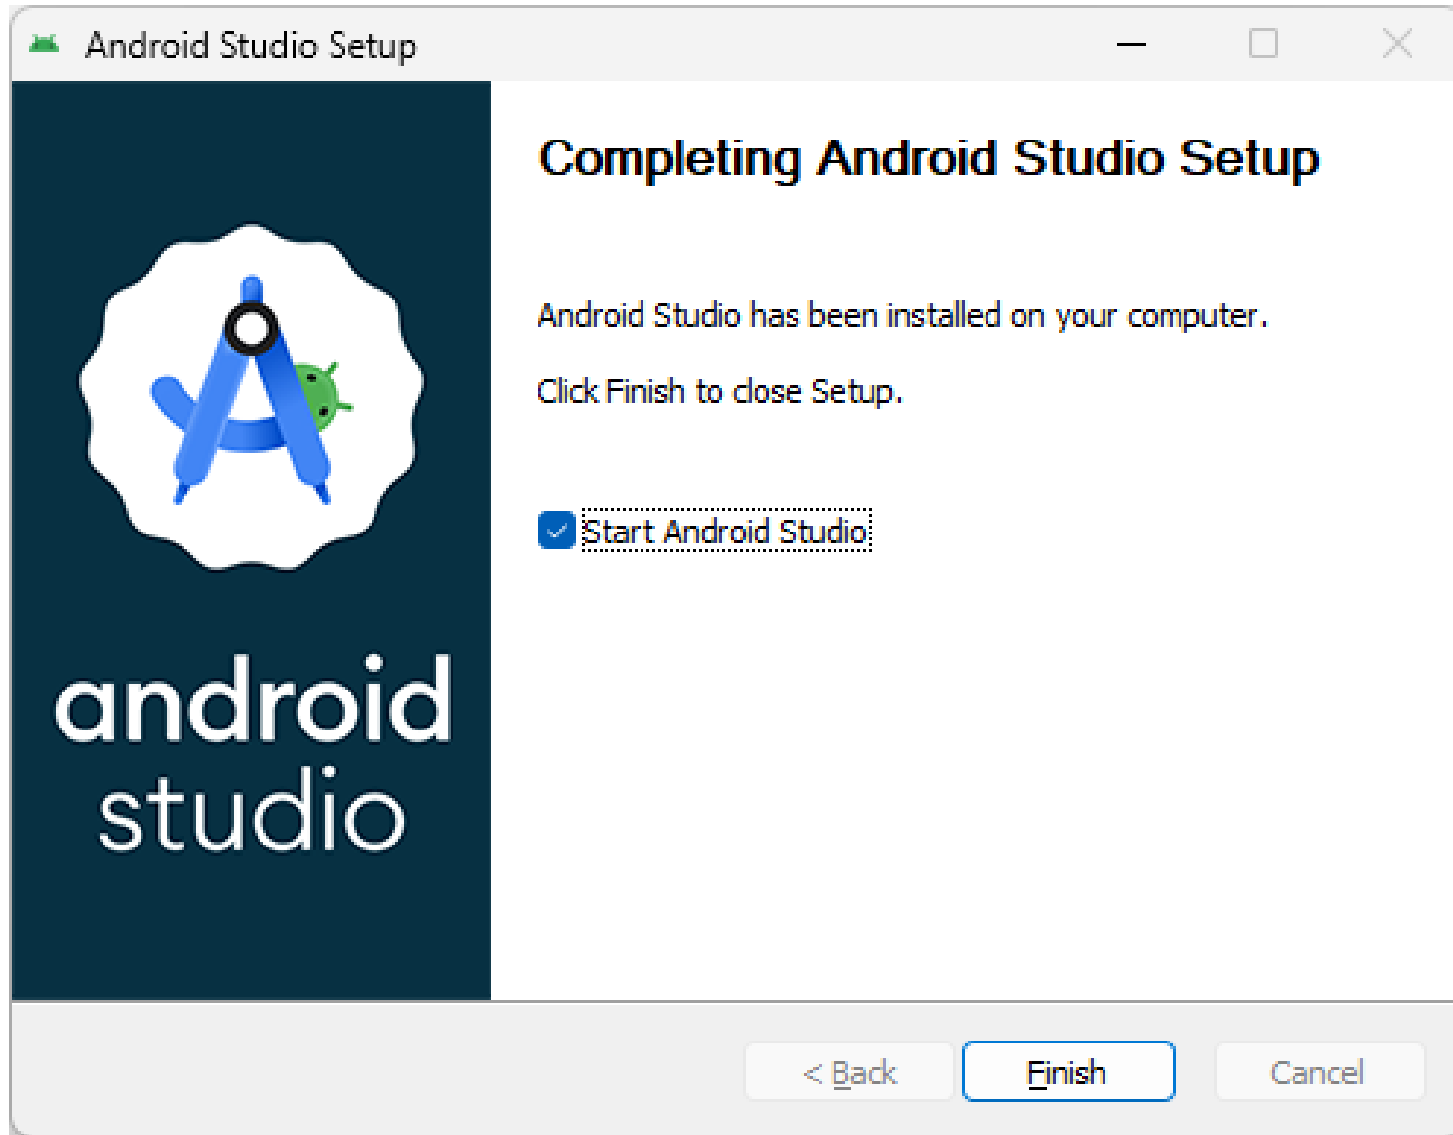 Android Studio Setup
Completing Android Studio Setup
Android Studio has been installed on your computer.
Click Finish to close Setup.
Start Android Studio
android
studio
< Back
Finish
Cancel